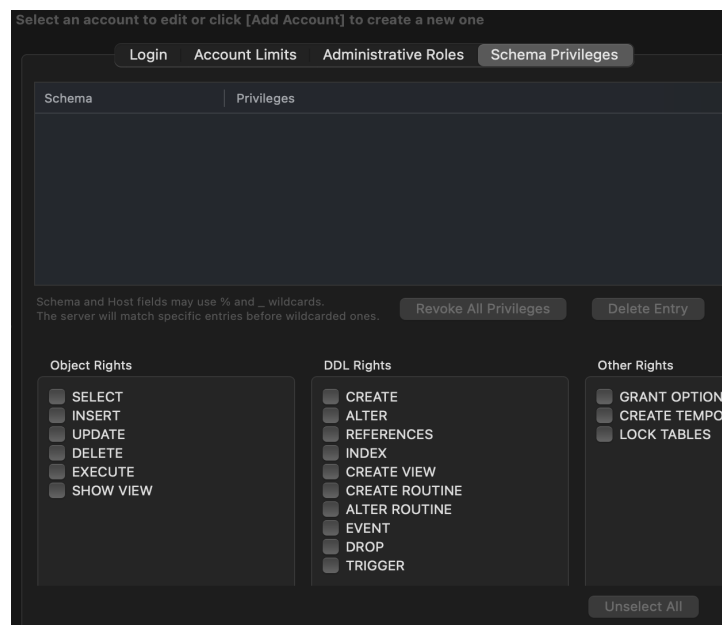 Select an account to edit or click [Add Account] to create a new one
Login Account Limits Administrative Roles Schema Privileges
Schema Privileges
Schema and Host fields may use % and _ wildcards.
The server will match specific entries before wildcarded ones.
Revoke All Privileges Delete Entry
Object Rights
SELECT
INSERT
UPDATE
DELETE
EXECUTE
SHOW VIEW
DDL Rights
CREATE
ALTER
REFERENCES
INDEX
CREATE VIEW
CREATE ROUTINE
ALTER ROUTINE
EVENT
DROP
TRIGGER
Other Rights
GRANT OPTION
CREATE TEMPO
LOCK TABLES
Unselect All